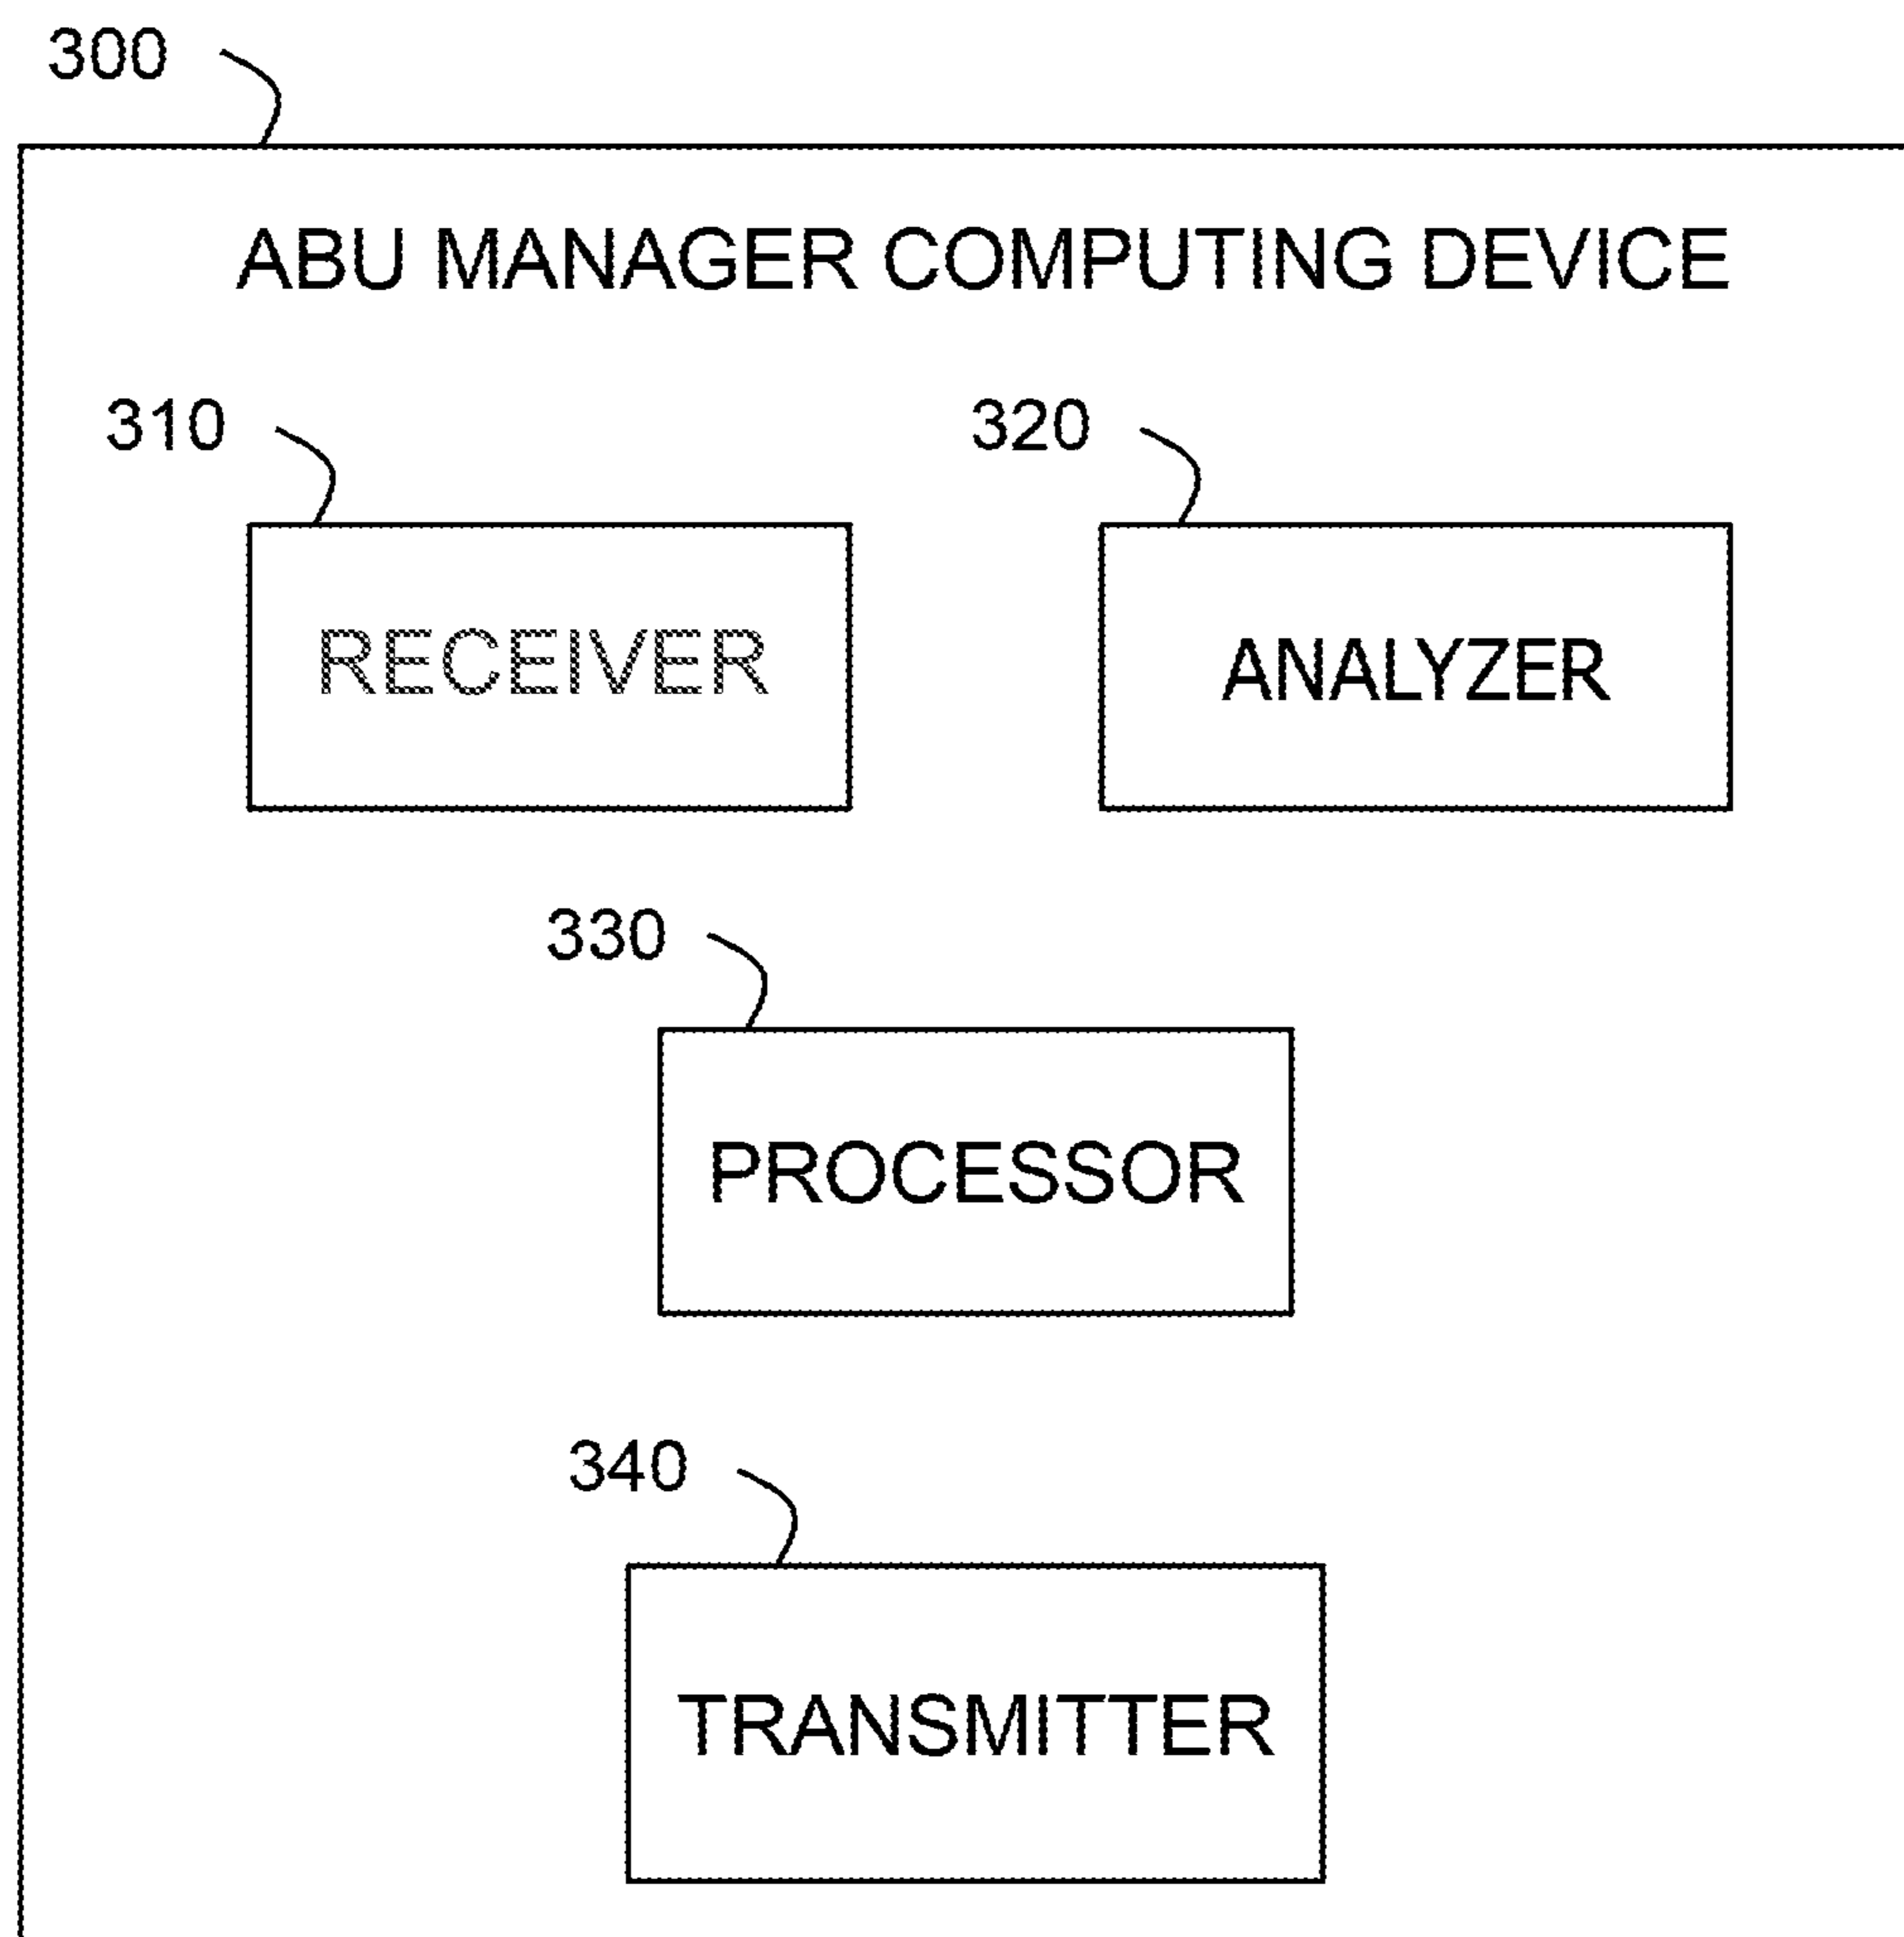 300
ABU MANAGER COMPUTING DEVICE
310
320
RECEIVER
ANALYZER
330
PROCESSOR
340
TRANSMITTER